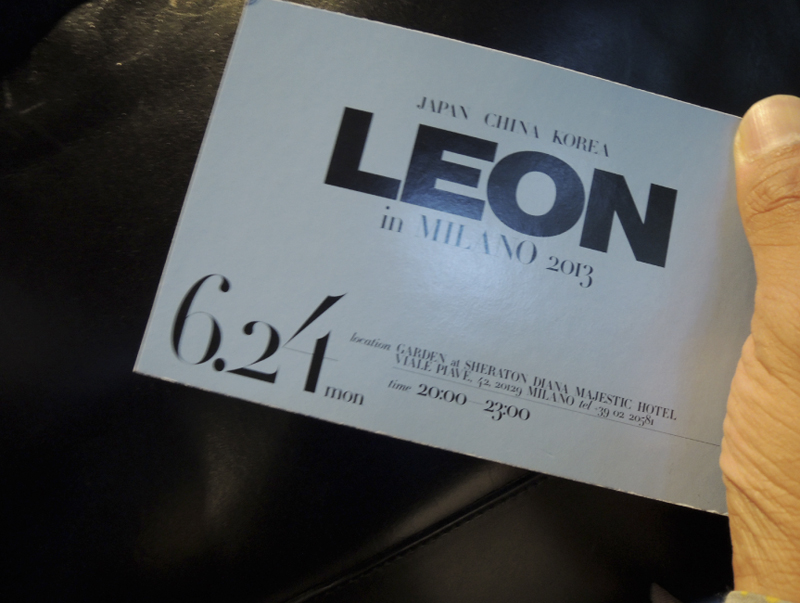 JAPAN CHINA KOREA
LEON
in MILANO 2013
6.24 mon
location GARDEN at SHERATON DIANA MAJESTIC HOTEL
VIALE PIAVE, 42, 20129 MILANO tel +39 02 20581
time 20:00—23:00